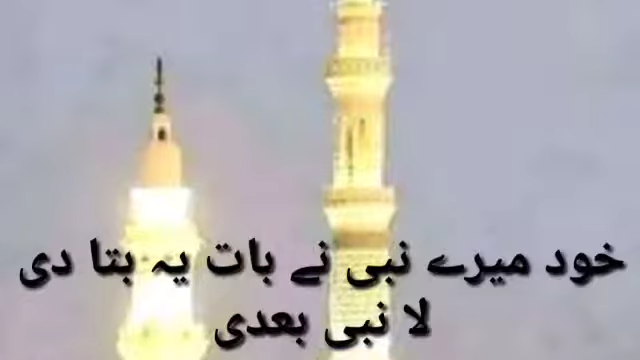 خود میرے نبی نے بات یہ بتا دی
لا نبی بعدی